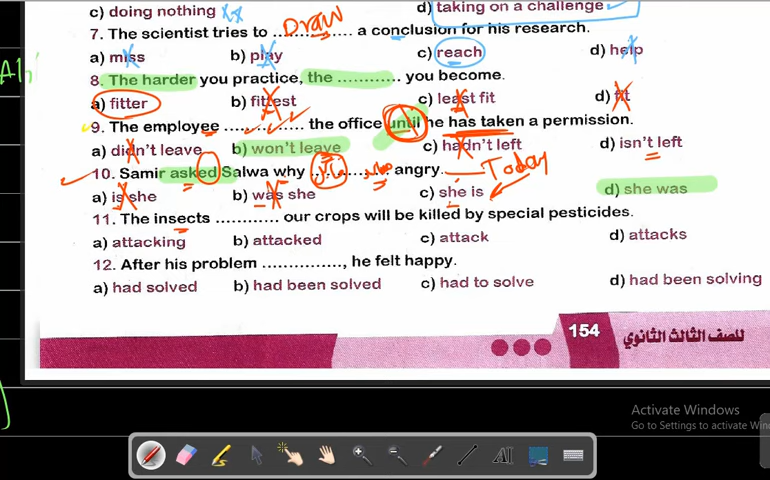 c) doing nothing d) taking on a challenge
Draw
7. The scientist tries to ............... a conclusion for his research.
a) miss b) play c) reach d) help
8. The harder you practice, the ............ you become.
a) fitter b) fittest c) least fit d) fit
9. The employee ............... the office until he has taken a permission.
a) didn't leave b) won't leave c) hadn't left d) isn't left
10. Samir asked Salwa why ............... angry. Today
a) is she b) was she c) she is d) she was
11. The insects ............ our crops will be killed by special pesticides.
a) attacking b) attacked c) attack d) attacks
12. After his problem ..............., he felt happy.
a) had solved b) had been solved c) had to solve d) had been solving
154 للصف الثالث الثانوي
Activate Windows
Go to Settings to activate Win
AI